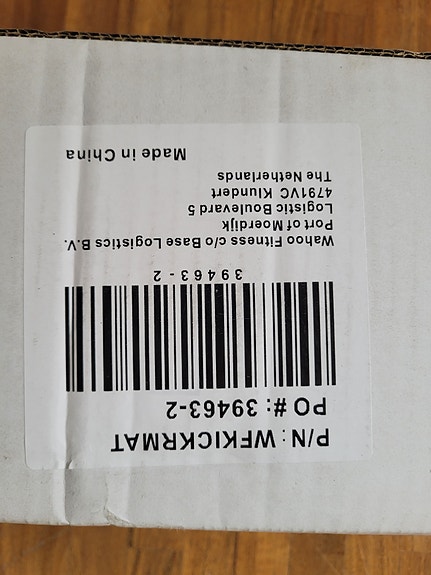 P/N: WFKICKRMAT
PO #: 39463-2
39463-2
Wahoo Fitness c/o Base Logistics B.V.
Port of Moerdijk
Logistic Boulevard 5
4791VC Klundert
The Netherlands
Made in China